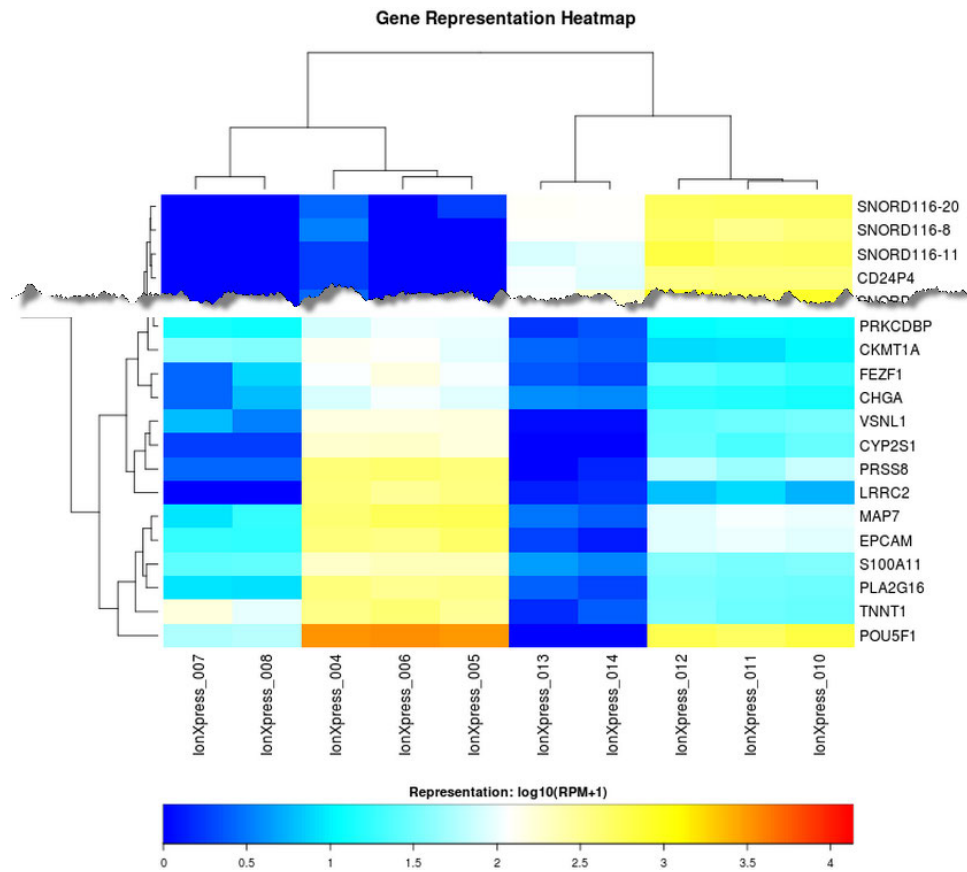 Gene Representation Heatmap
SNORD116-20
SNORD116-8
SNORD116-11
CD24P4
PRKCDBP
CKMT1A
FEZF1
CHGA
VSNL1
CYP2S1
PRSS8
LRRC2
MAP7
EPCAM
S100A11
PLA2G16
TNNT1
POU5F1
IonXpress_007
IonXpress_008
IonXpress_004
IonXpress_006
IonXpress_005
IonXpress_013
IonXpress_014
IonXpress_012
IonXpress_011
IonXpress_010
Representation: log10(RPM+1)
0 0.5 1 1.5 2 2.5 3 3.5 4